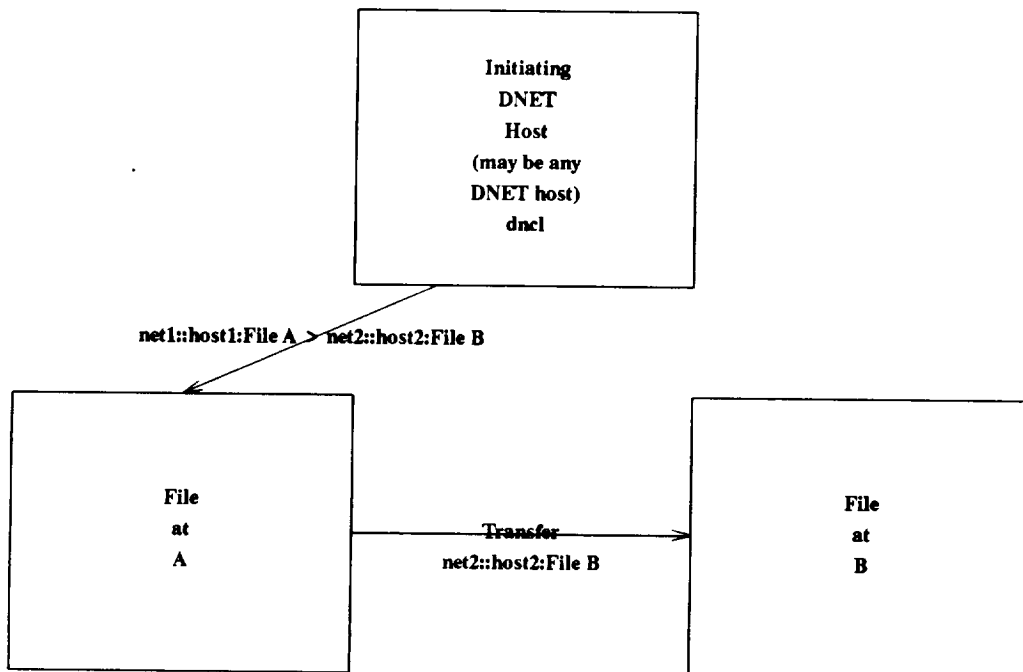 Initiating
DNET
Host
(may be any
DNET host)
dncl
net1::host1:File A > net2::host2:File B
File
at
A
Transfer
net2::host2:File B
File
at
B